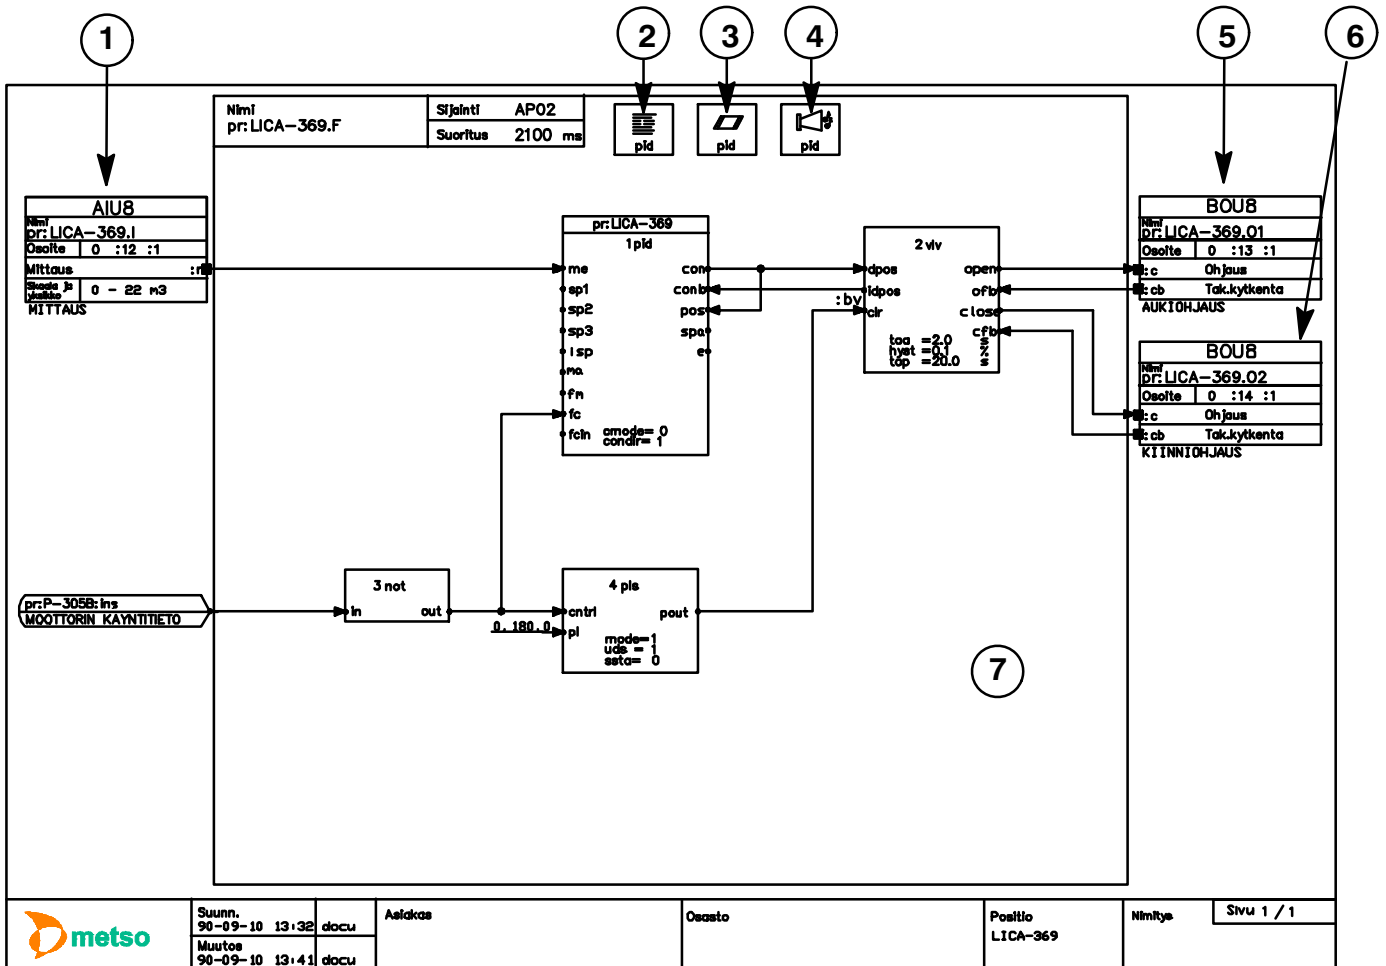 1
2
3
4
5
6
Nimi
pr:LICA-369.F
Sijainti AP02
Suoritus 2100 ms
pid
pid
pid
AIU8
Nimi
pr:LICA-369.I
Osoite 0 :12 :1
Mittaus
Skaala ja yksikko 0 - 22 m3
MITTAUS
pr:LICA-369
1 pid
me
sp1
sp2
sp3
isp
ma
fm
fc
fcin
con
conb
pos
spa
e
cmode= 0
condir= 1
2 vlv
dpos
idpos
:bv
clr
open
ofb
close
cfb
toa =2.0 s
hyst =0.1 %
top =20.0 s
BOU8
Nimi
pr:LICA-369.O1
Osoite 0 :13 :1
:c Ohjaus
:cb Tak.kytkenta
AUKIOHJAUS
BOU8
Nimi
pr:LICA-369.O2
Osoite 0 :14 :1
:c Ohjaus
:cb Tak.kytkenta
KIINNIOHJAUS
pr:P-305B:ins
MOOTTORIN KAYNTITIETO
3 not
in out
4 pls
cntrl
0.180.0
pl
pout
mode=1
uds = 1
ssta= 0
7
metso
Suunn.
90-09-10 13:32 docu
Muutos
90-09-10 13:41 docu
Asiakas
Osasto
Positio
LICA-369
Nimitys
Sivu 1 / 1